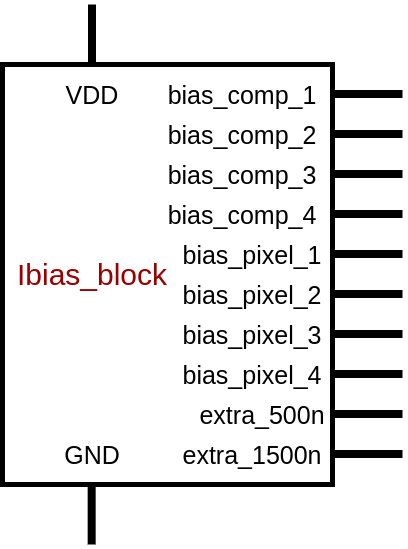 VDD bias_comp_1
bias_comp_2
bias_comp_3
bias_comp_4
bias_pixel_1
Ibias_block
bias_pixel_2
bias_pixel_3
bias_pixel_4
extra_500n
GND extra_1500n